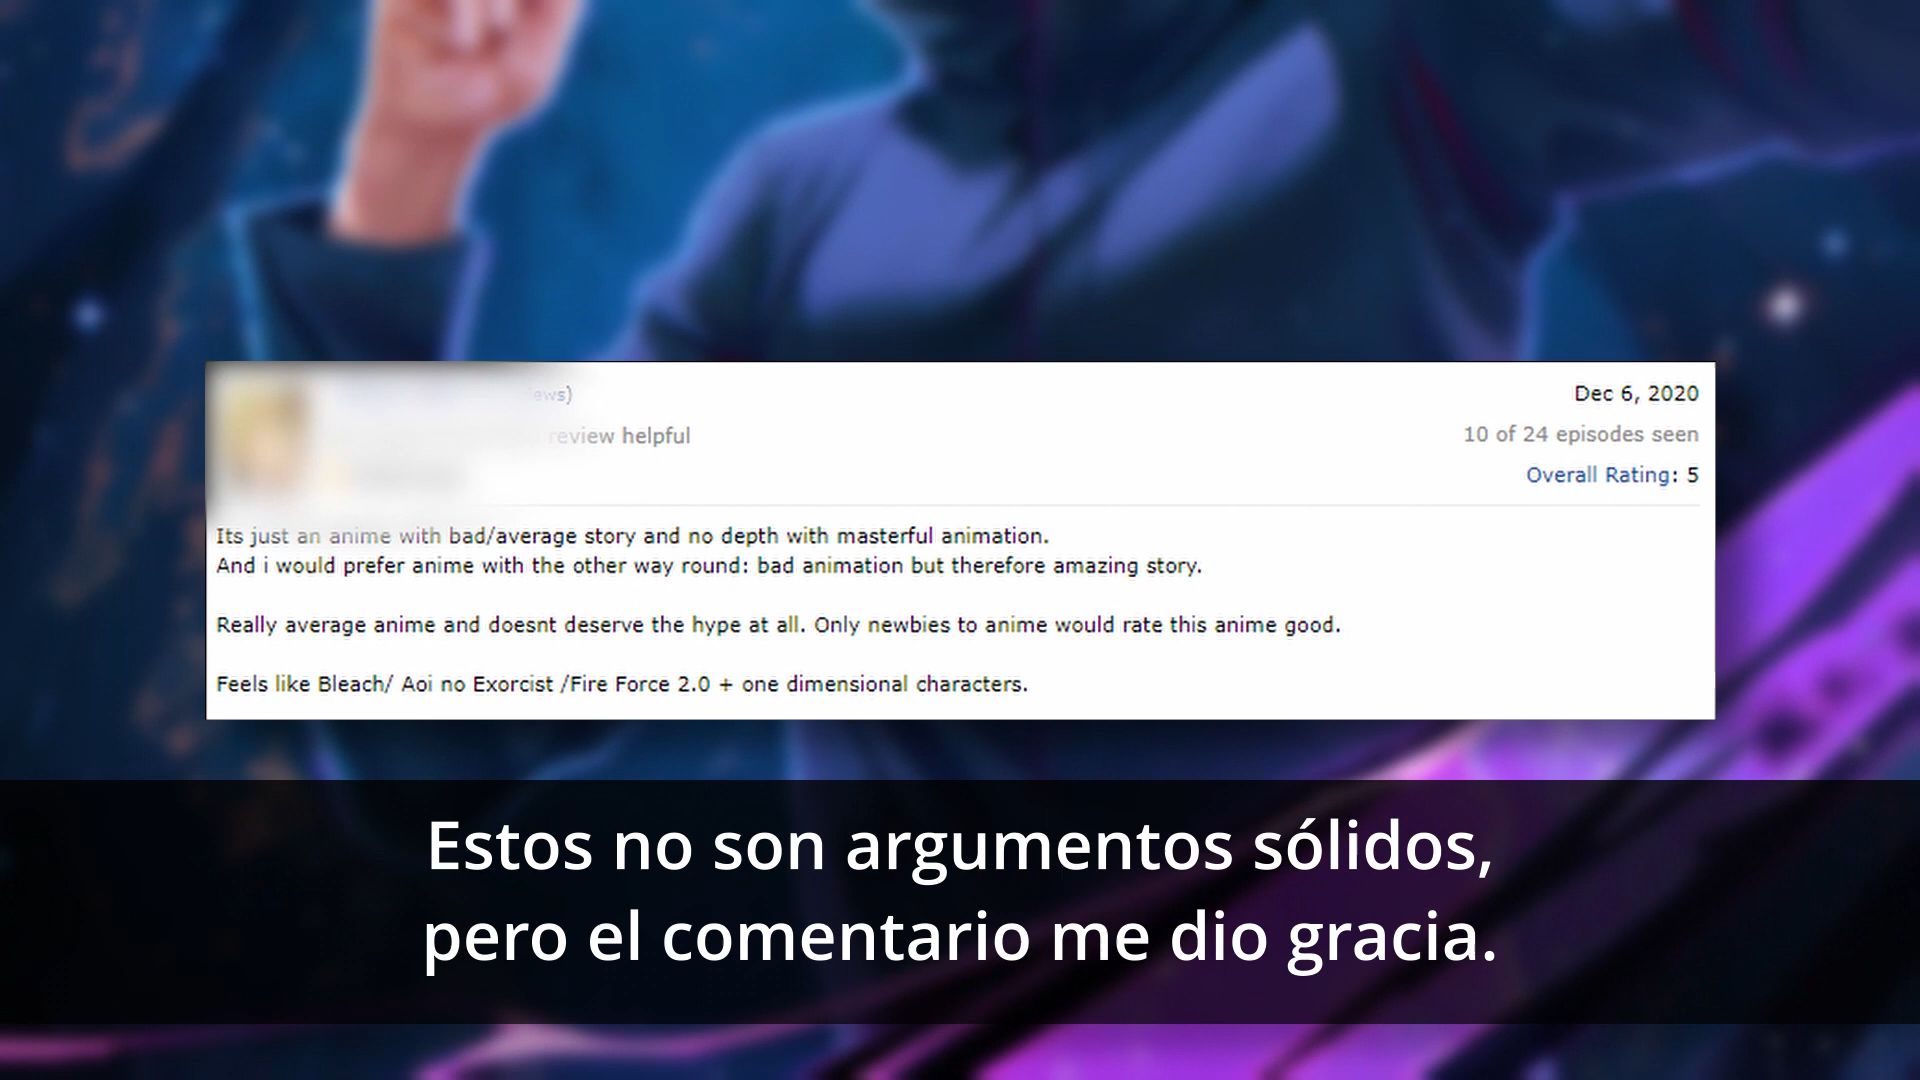 ews)
Dec 6, 2020
review helpful
10 of 24 episodes seen
Overall Rating: 5
Its just an anime with bad/average story and no depth with masterful animation.
And i would prefer anime with the other way round: bad animation but therefore amazing story.
Really average anime and doesnt deserve the hype at all. Only newbies to anime would rate this anime good.
Feels like Bleach/ Aoi no Exorcist /Fire Force 2.0 + one dimensional characters.
Estos no son argumentos sólidos,
pero el comentario me dio gracia.